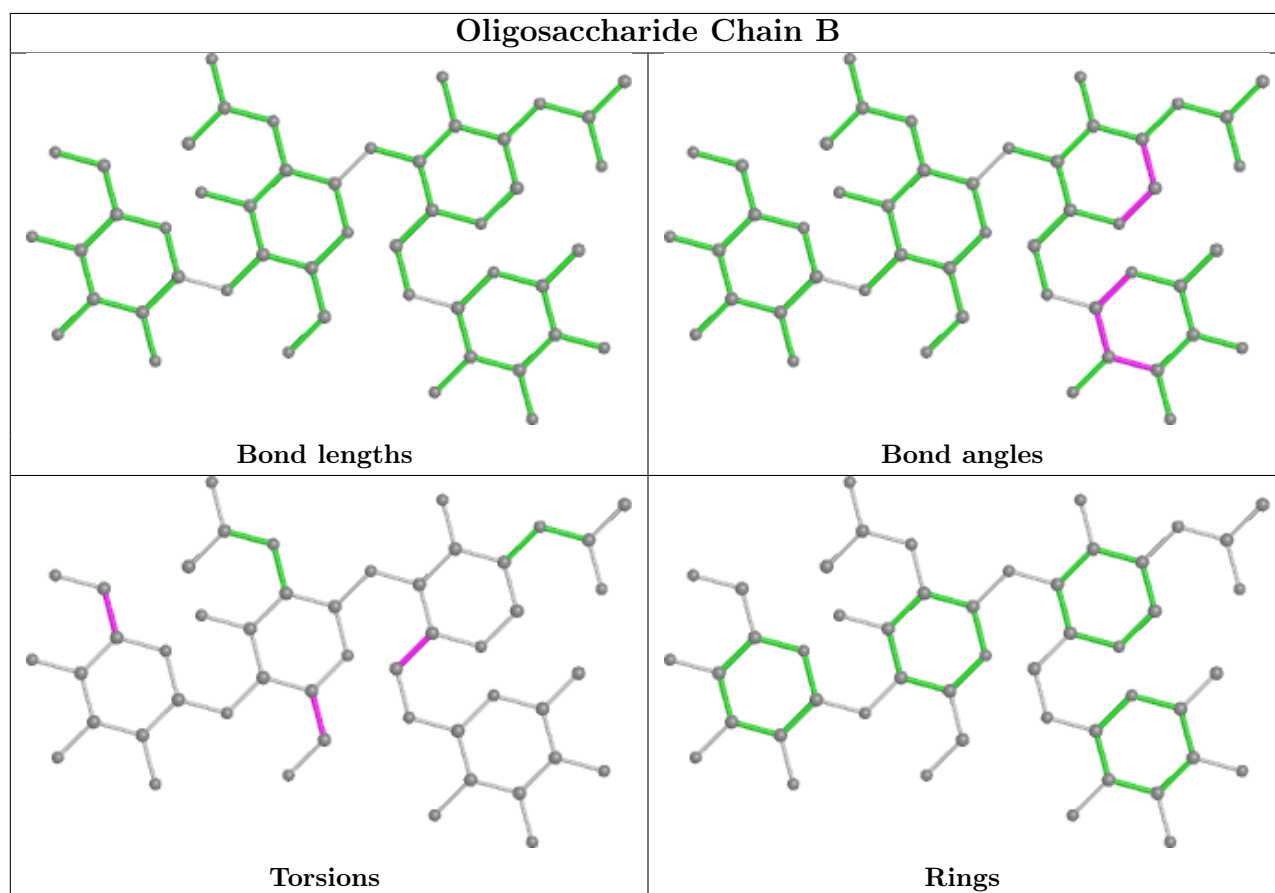 Oligosaccharide Chain B
Bond lengths
Bond angles
Torsions
Rings